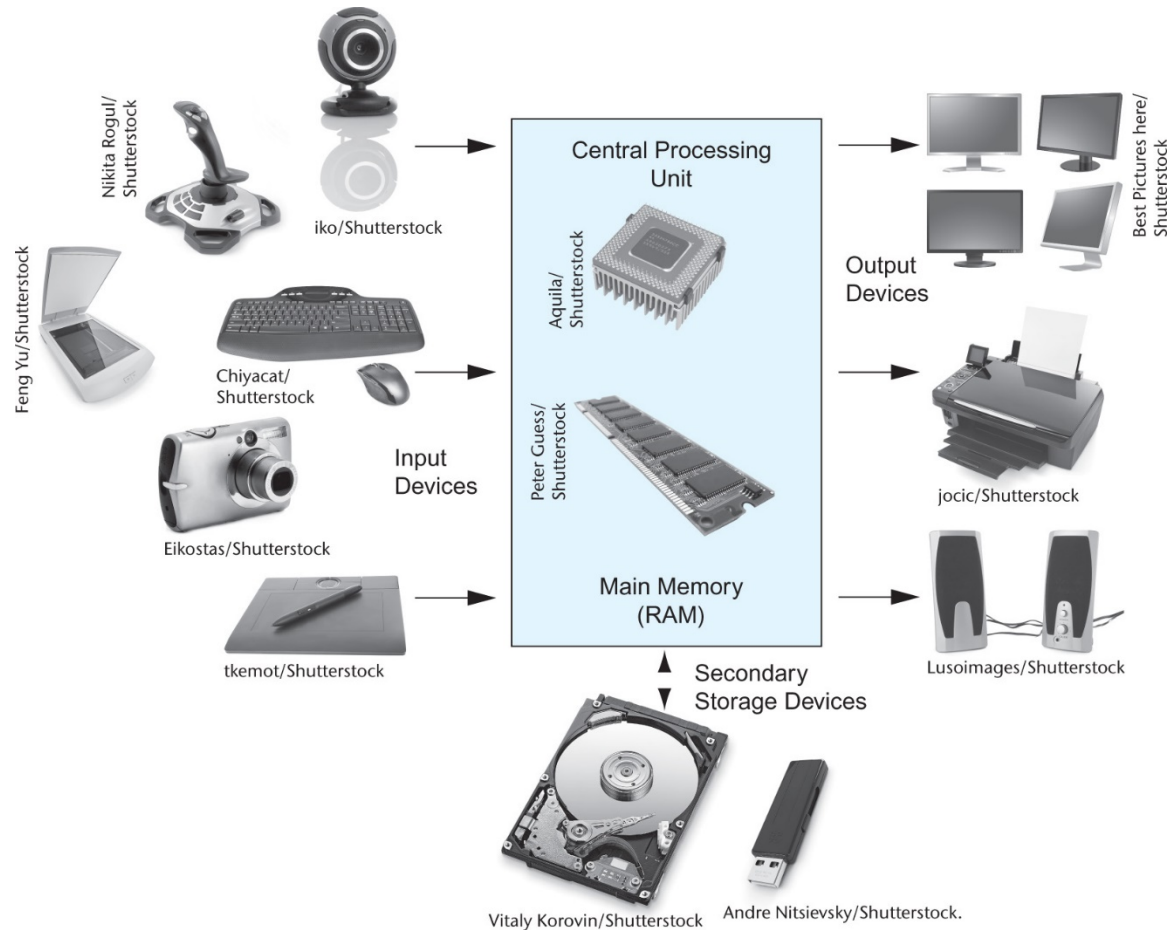 Nikita Rogul/
Shutterstock
iko/Shutterstock
Feng Yu/Shutterstock
Chiyacat/
Shutterstock
Eikostas/Shutterstock
Input
Devices
tkemot/Shutterstock
Central Processing
Unit
Aquila/
Shutterstock
Peter Guess/
Shutterstock
Main Memory
(RAM)
Best Pictures here/
Shutterstock
Output
Devices
jocic/Shutterstock
Lusoimages/Shutterstock
Secondary
Storage Devices
Vitaly Korovin/Shutterstock
Andre Nitsievsky/Shutterstock.